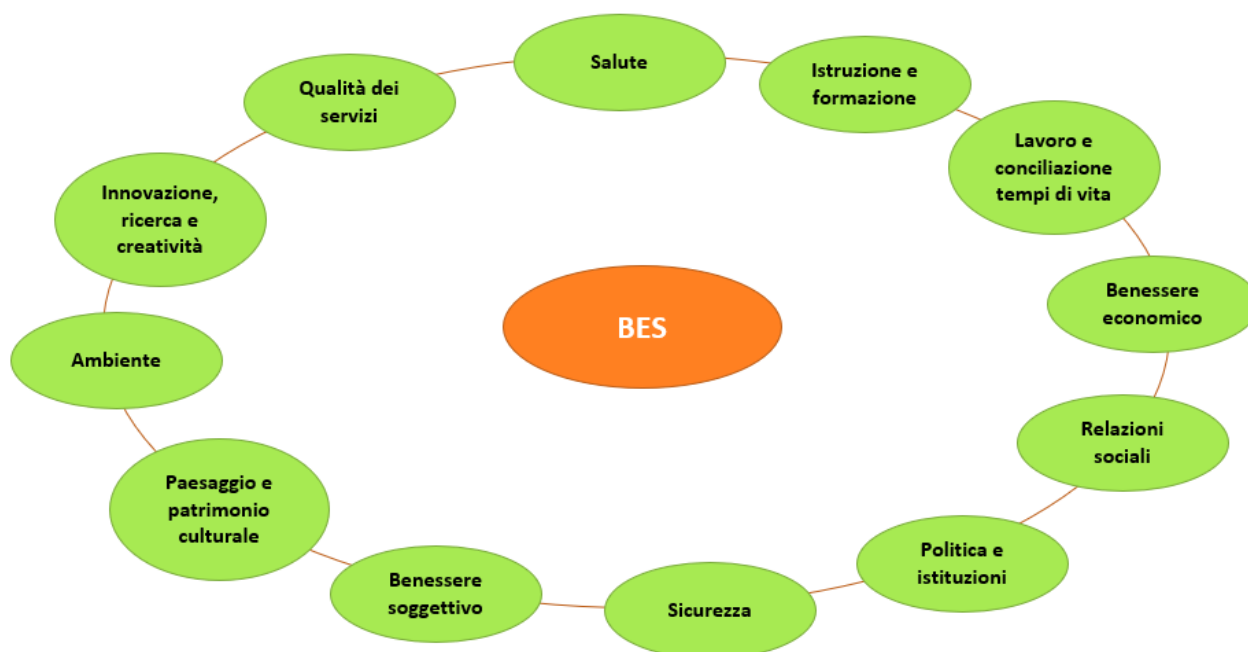 Salute
Istruzione e
formazione
Lavoro e
conciliazione
tempi di vita
Benessere
economico
Relazioni
sociali
Politica e
istituzioni
Sicurezza
Benessere
soggettivo
Paesaggio e
patrimonio
culturale
Ambiente
Innovazione,
ricerca e
creatività
Qualità dei
servizi
BES